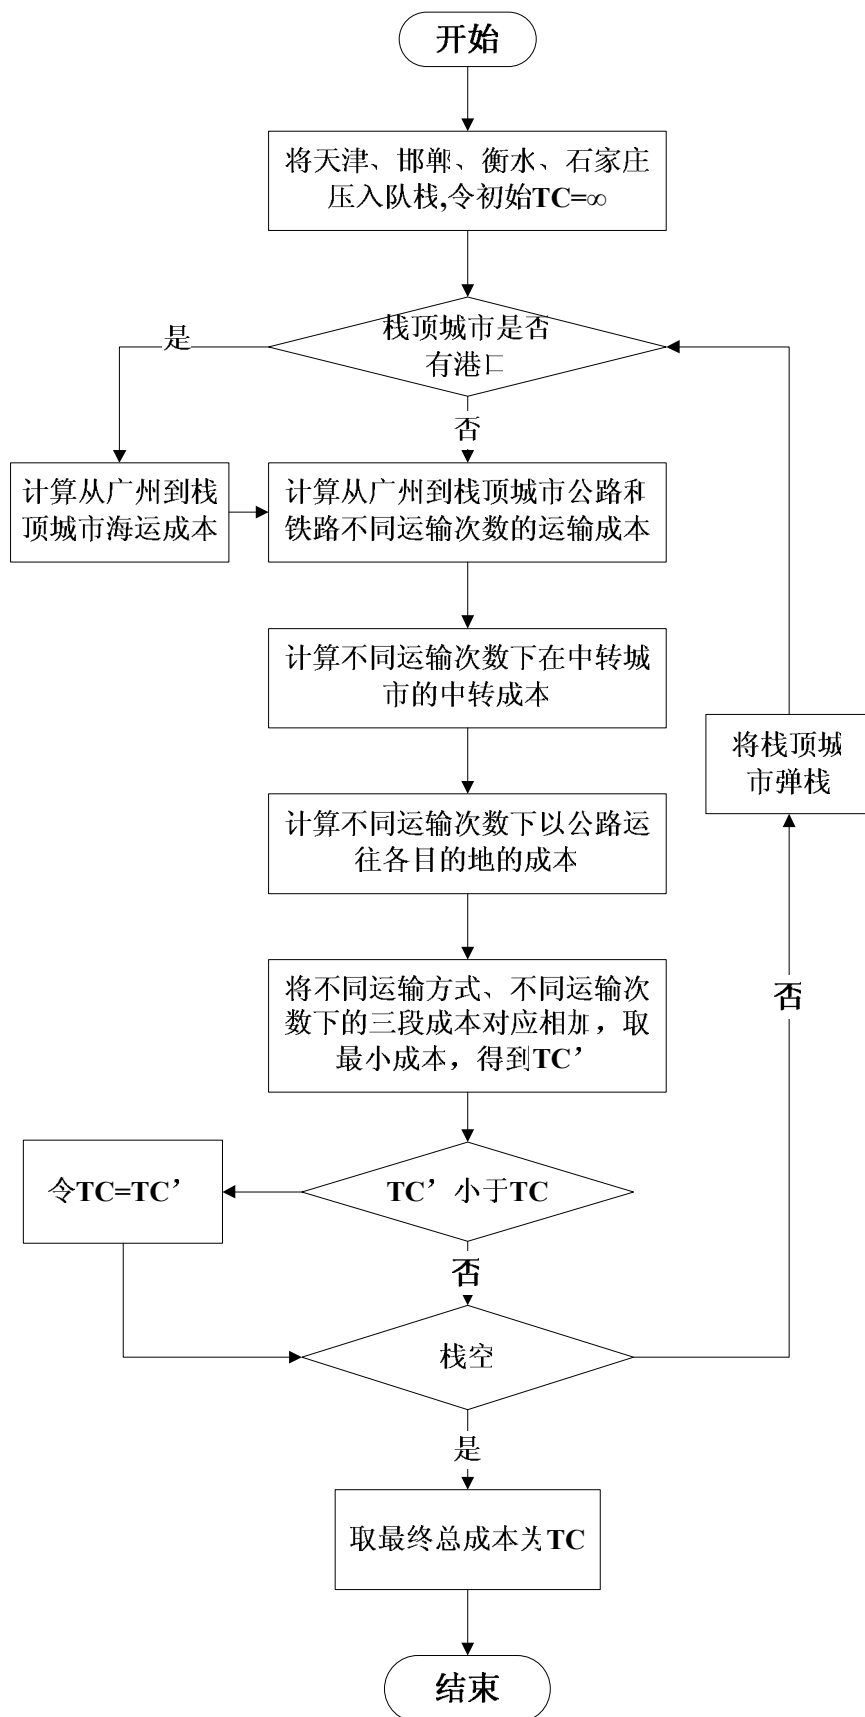 开始
将天津、邯郸、衡水、石家庄
压入队栈,令初始TC=∞
栈顶城市是否
有港口
是
否
计算从广州到栈
顶城市海运成本
计算从广州到栈顶城市公路和
铁路不同运输次数的运输成本
计算不同运输次数下在中转城
市的中转成本
将栈顶城
市弹栈
计算不同运输次数下以公路运
往各目的地的成本
将不同运输方式、不同运输次
数下的三段成本对应相加，取
最小成本，得到TC’
否
令TC=TC’
TC’小于TC
否
栈空
是
取最终总成本为TC
结束